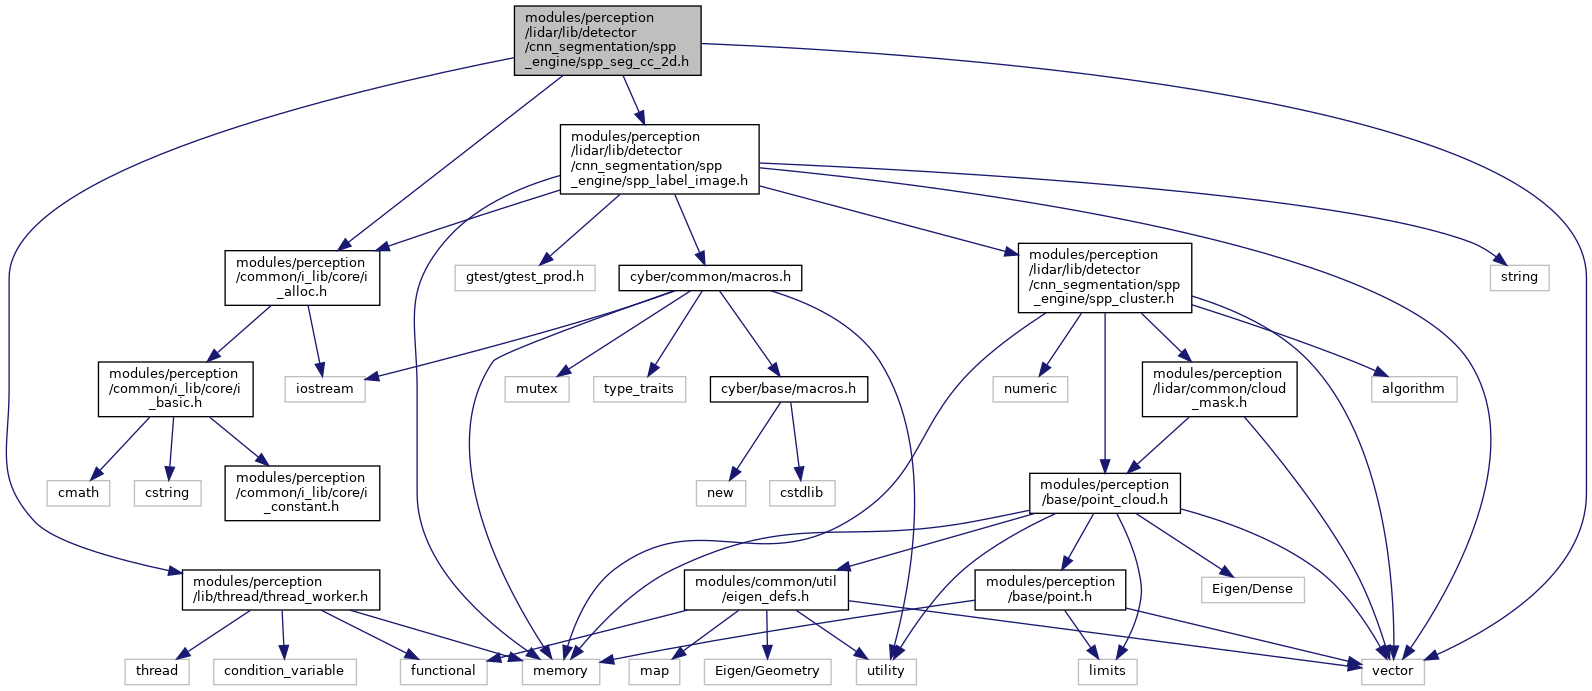 modules/perception
/lidar/lib/detector
/cnn_segmentation/spp
_engine/spp_seg_cc_2d.h
modules/perception
/lidar/lib/detector
/cnn_segmentation/spp
_engine/spp_label_image.h
modules/perception
/common/i_lib/core/i
_alloc.h
gtest/gtest_prod.h
cyber/common/macros.h
modules/perception
/lidar/lib/detector
/cnn_segmentation/spp
_engine/spp_cluster.h
string
modules/perception
/common/i_lib/core/i
_basic.h
iostream
mutex
type_traits
cyber/base/macros.h
numeric
modules/perception
/lidar/common/cloud
_mask.h
algorithm
cmath
cstring
modules/perception
/common/i_lib/core/i
_constant.h
new
cstdlib
modules/perception
/base/point_cloud.h
modules/perception
/lib/thread/thread_worker.h
modules/common/util
/eigen_defs.h
modules/perception
/base/point.h
Eigen/Dense
thread
condition_variable
functional
memory
map
Eigen/Geometry
utility
limits
vector